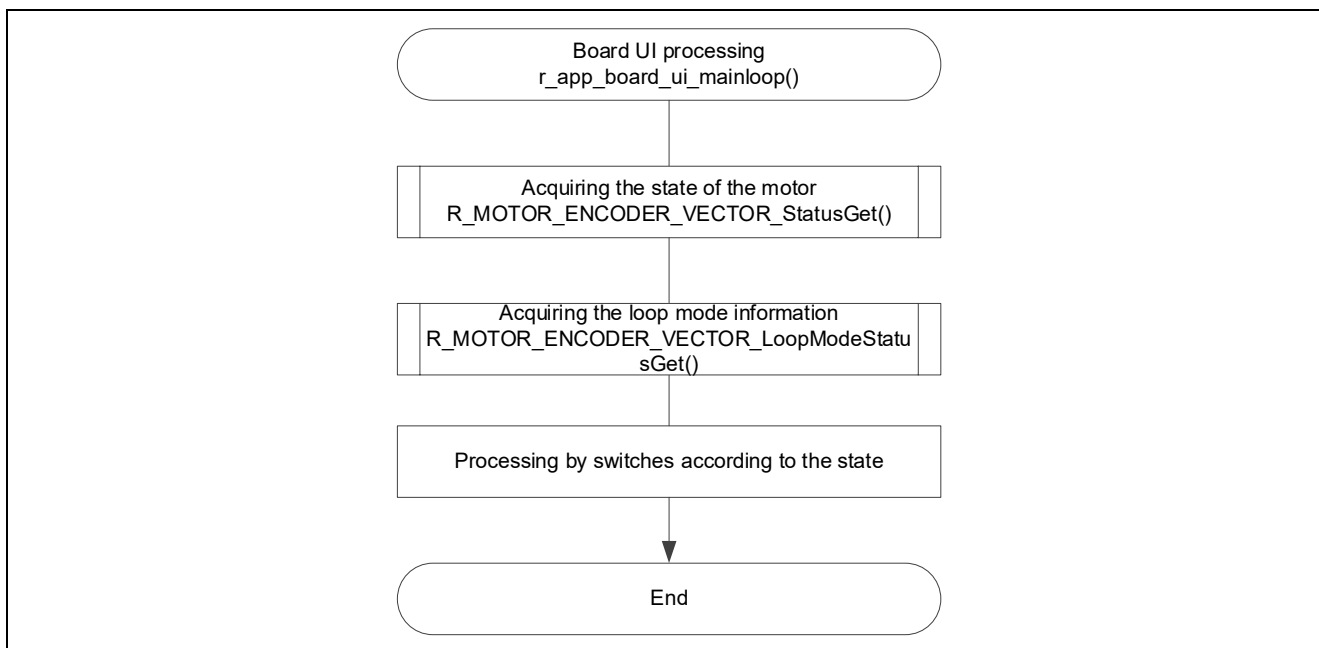 Board UI processing
r_app_board_ui_mainloop()
Acquiring the state of the motor
R_MOTOR_ENCODER_VECTOR_StatusGet()
Acquiring the loop mode information
R_MOTOR_ENCODER_VECTOR_LoopModeStatu
sGet()
Processing by switches according to the state
End